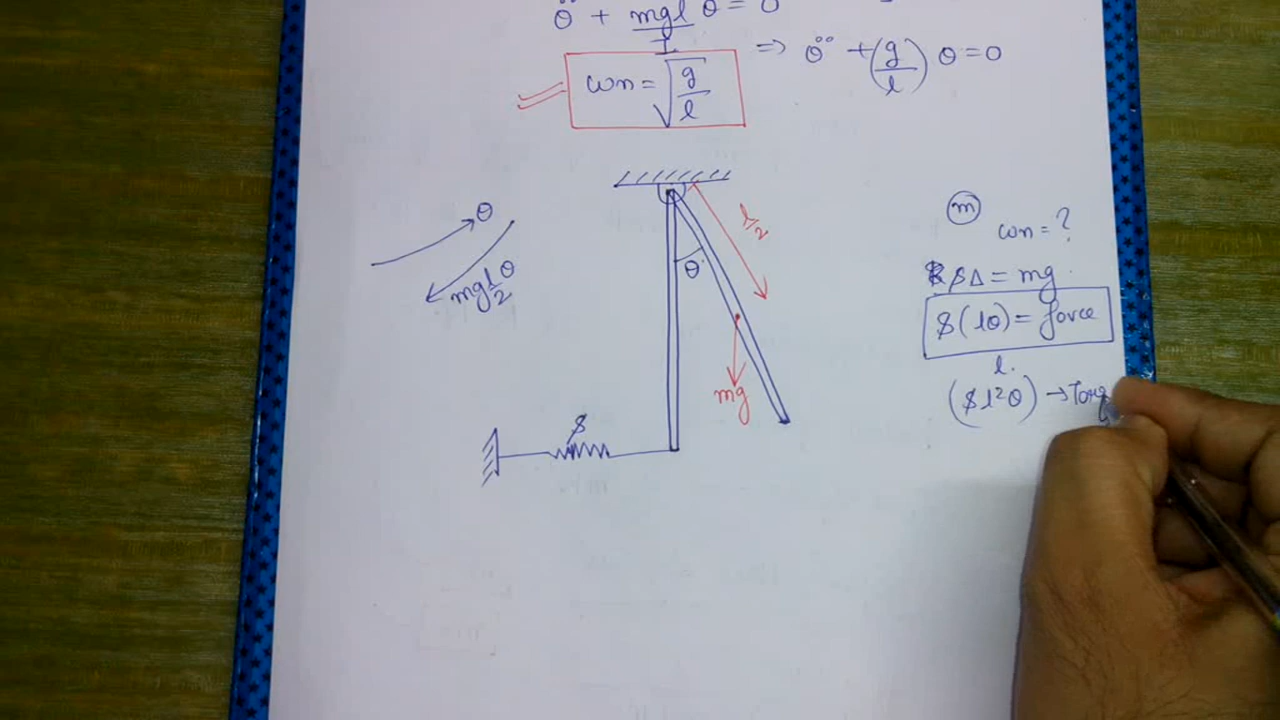 θ̈ + mgl/I θ = 0
⇒ θ̈ + (g/l) θ = 0
ωn = √(g/l)
θ
mg l/2 θ
l/2
θ
mg
$
m
ωn = ?
$Δ = mg
$(lθ) = force
l.
($l²θ) → Torq